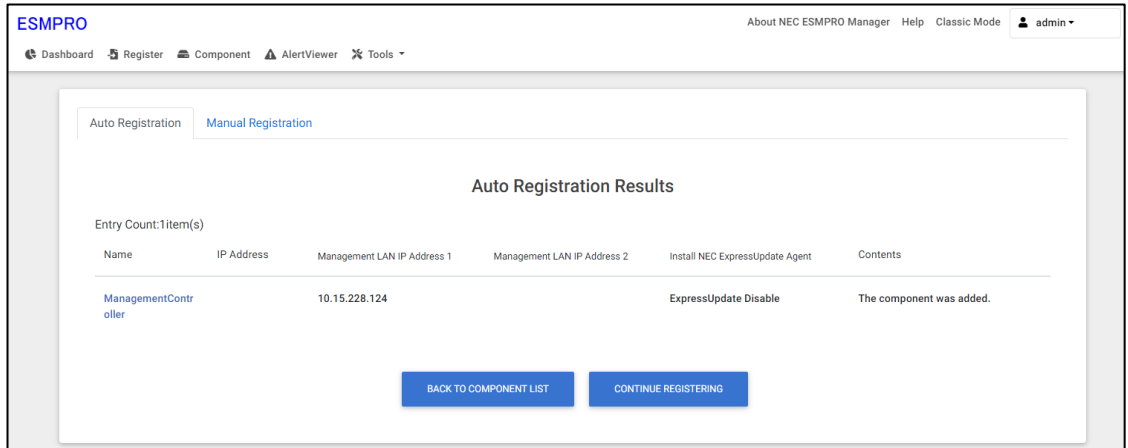 ESMPRO
About NEC ESMPRO Manager Help Classic Mode admin
Dashboard Register Component AlertViewer Tools
Auto Registration Manual Registration
Auto Registration Results
Entry Count:1item(s)
Name IP Address Management LAN IP Address 1 Management LAN IP Address 2 Install NEC ExpressUpdate Agent Contents
ManagementContr 10.15.228.124 ExpressUpdate Disable The component was added.
oller
BACK TO COMPONENT LIST CONTINUE REGISTERING